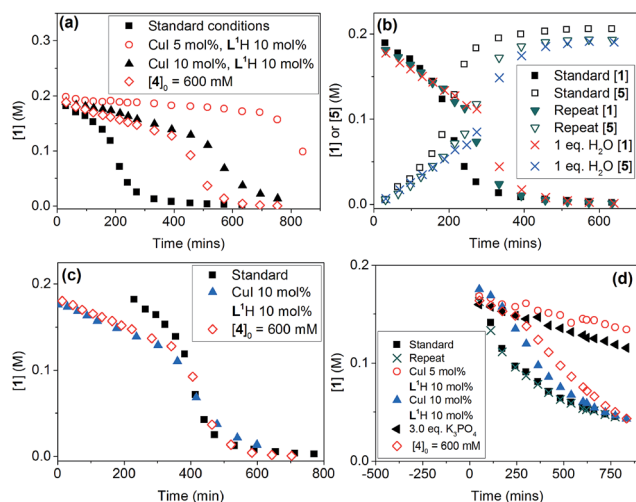 (a)
Standard conditions
CuI 5 mol%, L¹H 10 mol%
CuI 10 mol%, L¹H 10 mol%
[4]₀ = 600 mM
[1] (M)
0.3
0.2
0.1
0.0
0 200 400 600 800
Time (mins)
(b)
Standard [1]
Standard [5]
Repeat [1]
Repeat [5]
1 eq. H₂O [1]
1 eq. H₂O [5]
[1] or [5] (M)
0.2
0.1
0.0
0 200 400 600 800
Time (mins)
(c)
Standard
CuI 10 mol%
L¹H 10 mol%
[4]₀ = 600 mM
[1] (M)
0.2
0.1
0.0
0 200 400 600 800
Time (mins)
(d)
Standard
Repeat
CuI 5 mol%
L¹H 10 mol%
CuI 10 mol%
L¹H 10 mol%
3.0 eq. K₃PO₄
[4]₀ = 600 mM
[1] (M)
0.2
0.1
0.0
-500 -250 0 250 500 750
Time (mins)